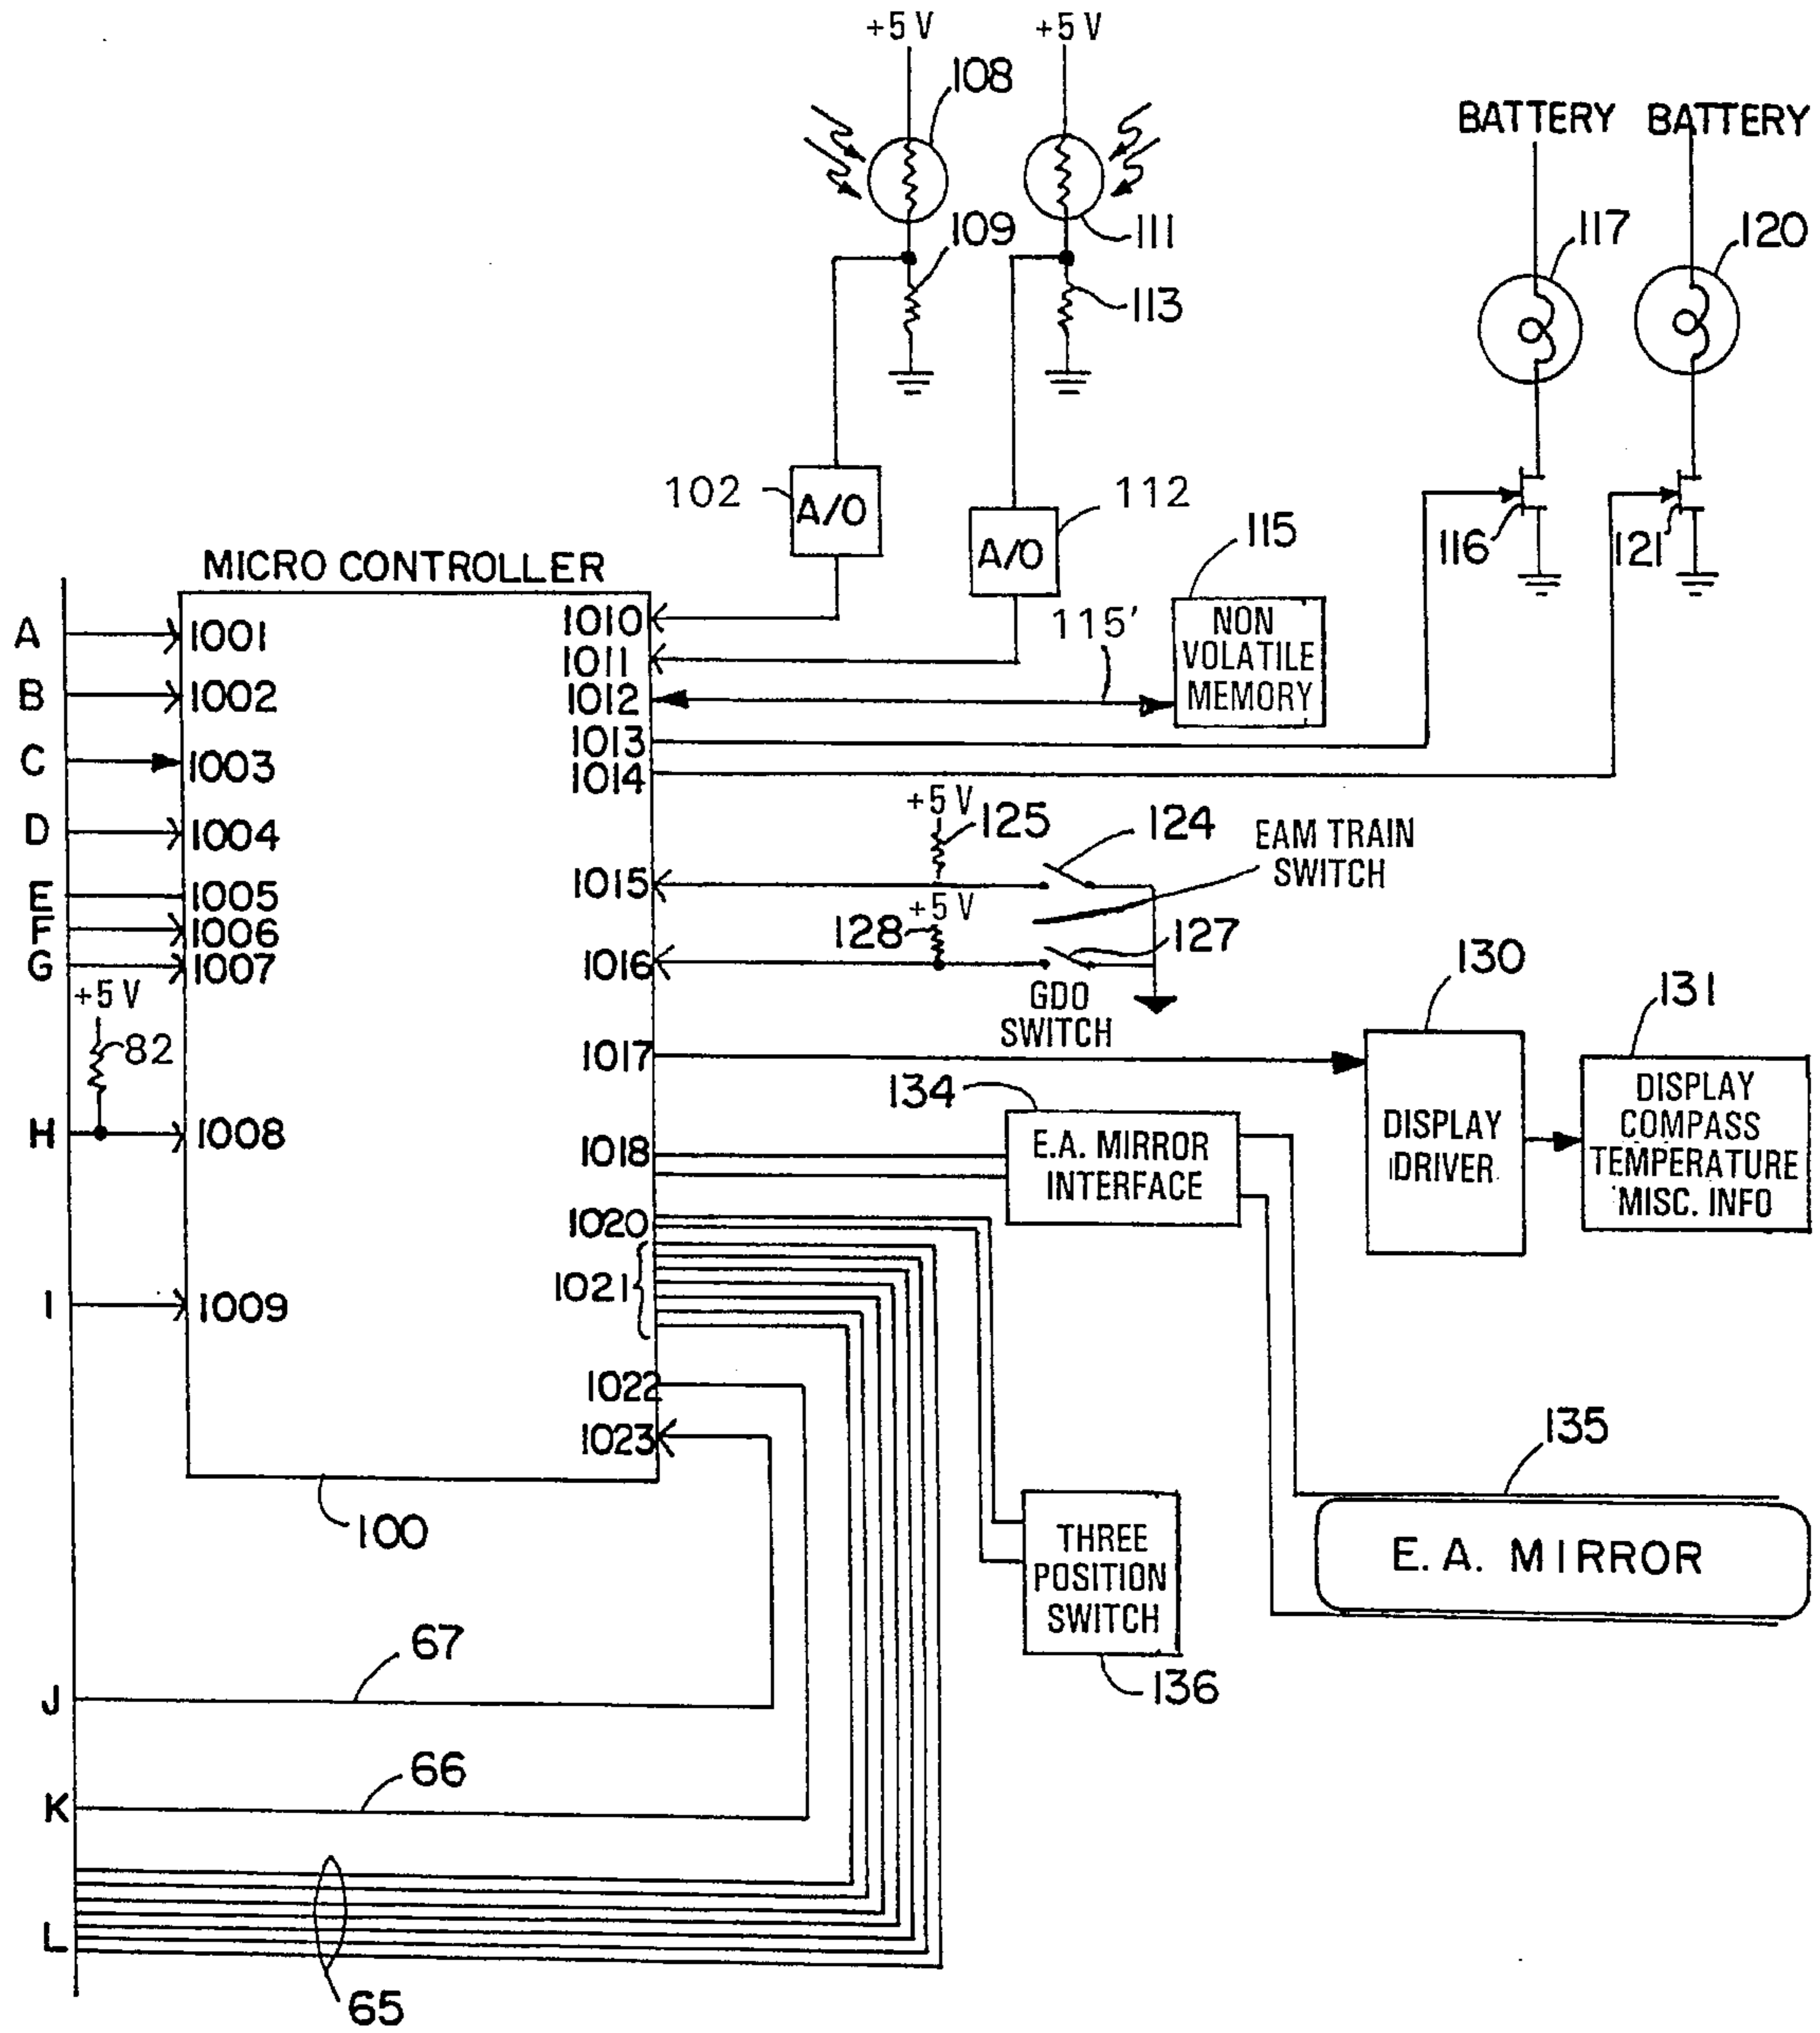 +5 V +5 V
108
BATTERY BATTERY
109
111
117 120
113
102 A/O
112
A/O
115
116 121
MICRO CONTROLLER
A 1001
1010
115'
NON
VOLATILE
MEMORY
1011
B 1002
1012
1013
C 1003
1014
+5 V
125 124
EAM TRAIN
SWITCH
D 1004
E 1005
1015
+5 V
F 1006
128 127
G 1007
1016
GDO
SWITCH
+5 V
82
130
131
1017
134
DISPLAY
COMPASS
TEMPERATURE
MISC. INFO
DISPLAY
DRIVER
H 1008
1018
E.A. MIRROR
INTERFACE
1020
1021
I 1009
1022
1023
135
100
THREE
POSITION
SWITCH
E. A. MIRROR
67
136
J
66
K
L
65